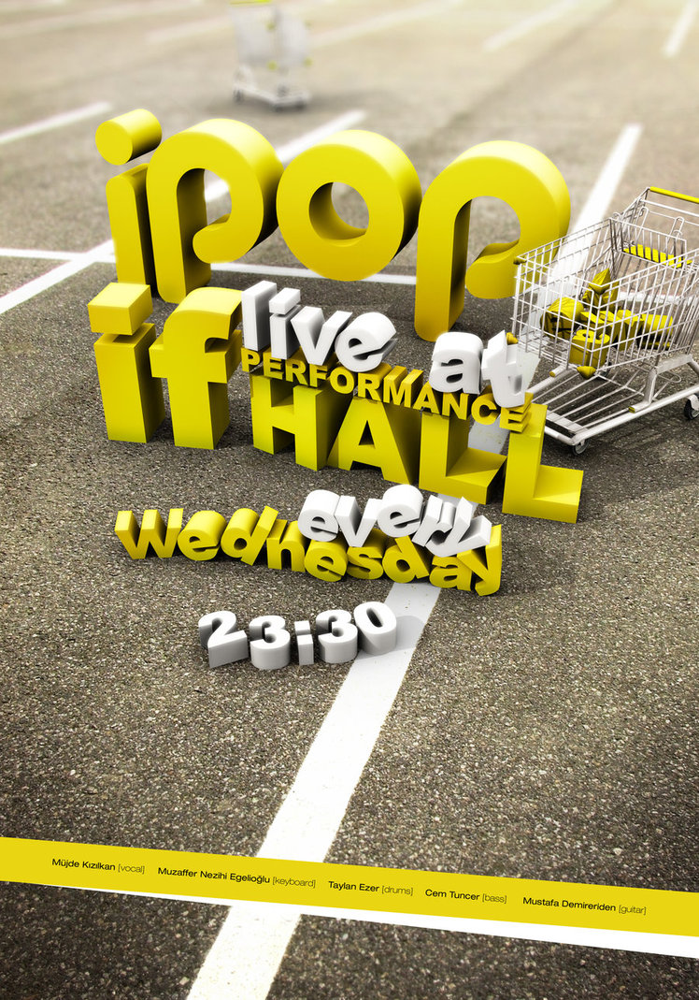 ipop
live at
if PERFORMANCE
HALL
every
Wednesday
23:30
Müjde Kızılkan [vocal] Muzaffer Nezihi Egelioğlu [keyboard] Taylan Ezer [drums] Cem Tuncer [bass] Mustafa Demireriden [guitar]